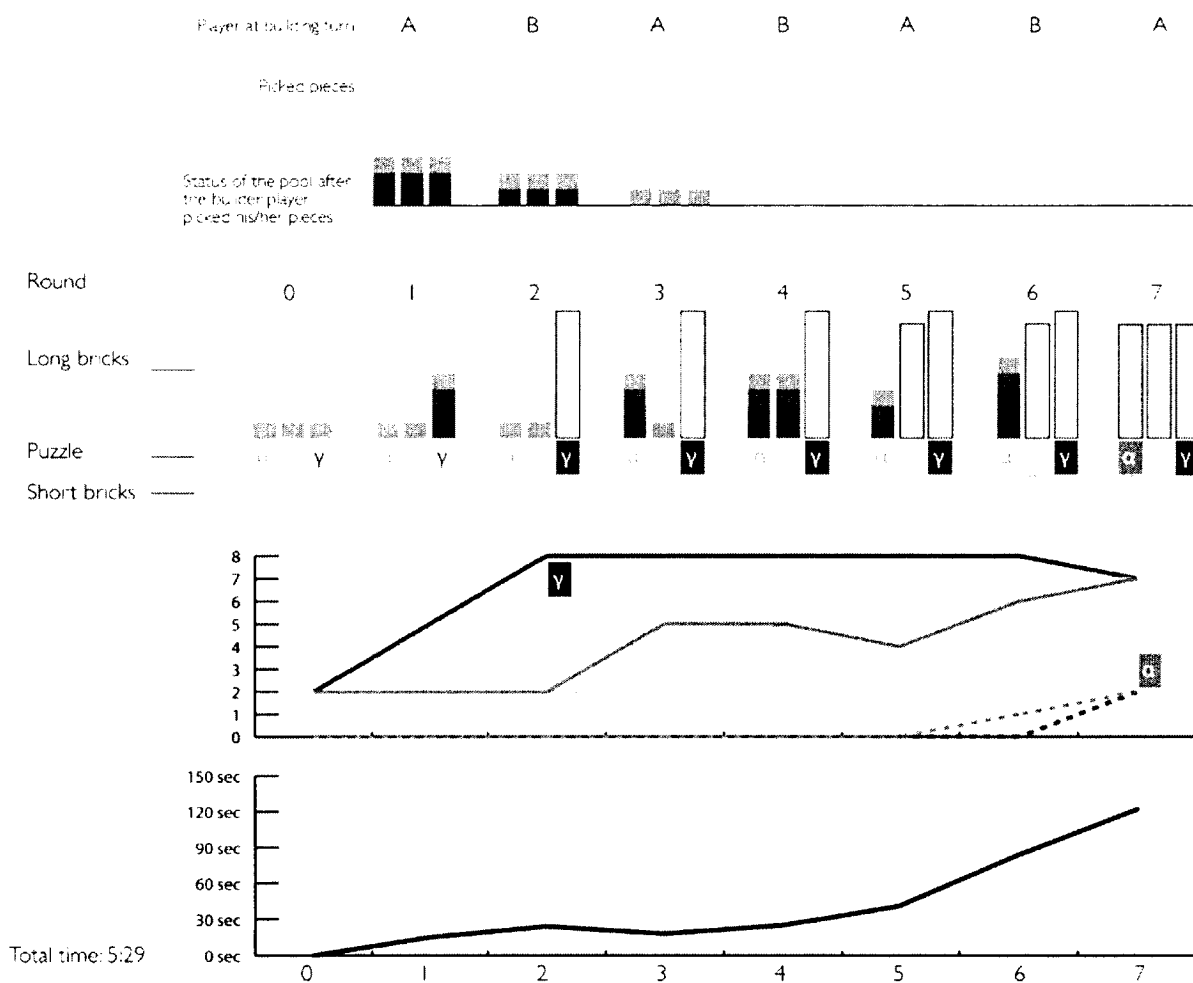 Player at building turn A B A B A B A
Picked pieces
Status of the pool after
the builder player
picked his/her pieces
Round
0 1 2 3 4 5 6 7
Long bricks
Puzzle
γ γ γ γ γ γ γ α γ
Short bricks
8
7
6
5
4
3
2
1
0
γ
α
150 sec
120 sec
90 sec
60 sec
30 sec
0 sec
Total time: 5:29
0 1 2 3 4 5 6 7